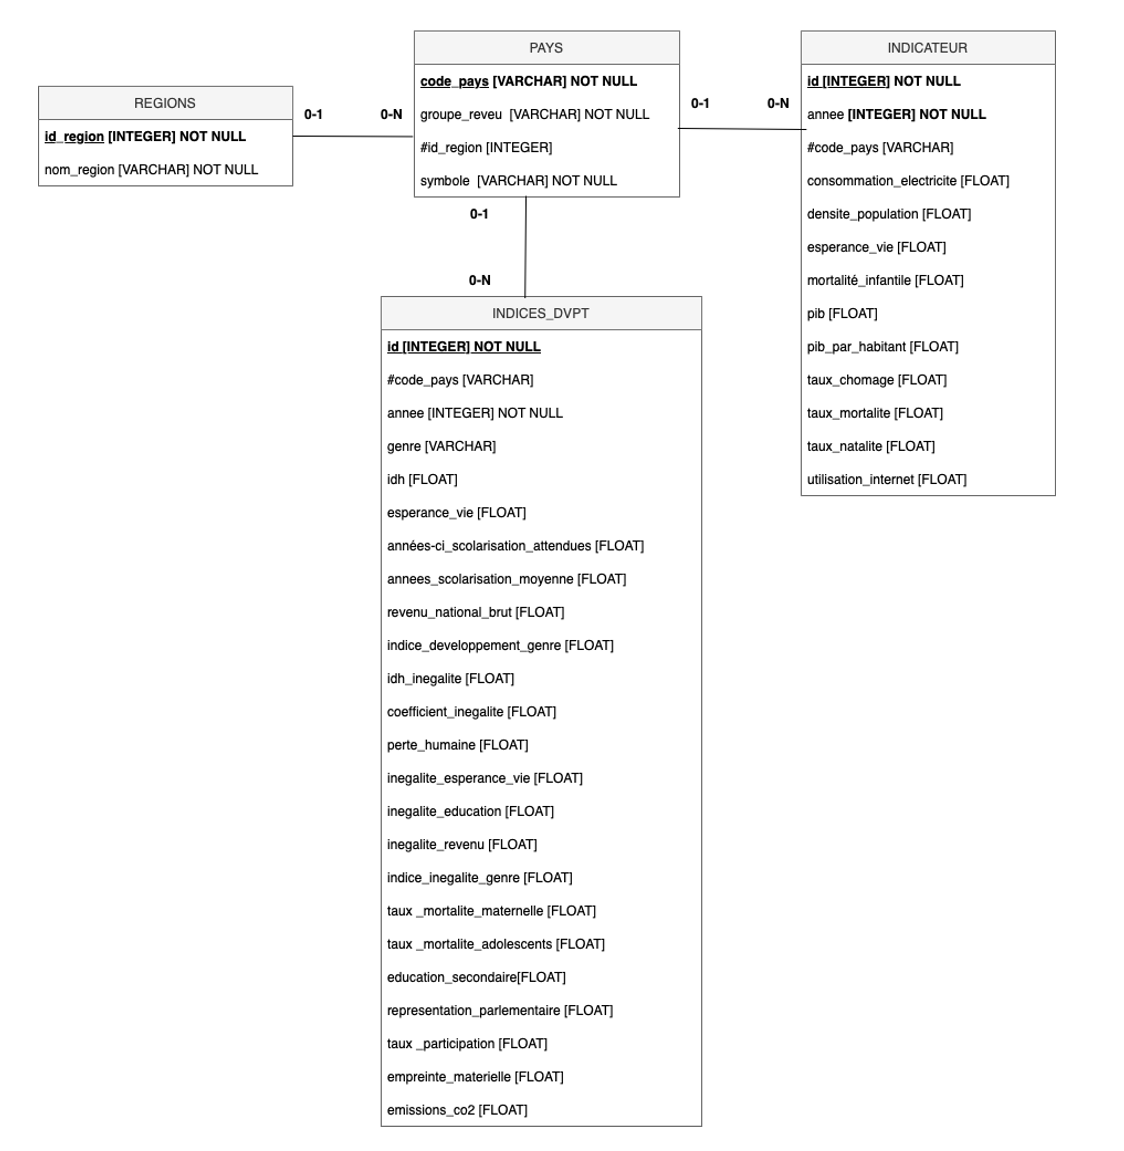 REGIONS
id_region [INTEGER] NOT NULL
nom_region [VARCHAR] NOT NULL
0-1
0-N
PAYS
code_pays [VARCHAR] NOT NULL
groupe_reveu [VARCHAR] NOT NULL
#id_region [INTEGER]
symbole [VARCHAR] NOT NULL
0-1
0-N
INDICATEUR
id [INTEGER] NOT NULL
annee [INTEGER] NOT NULL
#code_pays [VARCHAR]
consommation_electricite [FLOAT]
densite_population [FLOAT]
esperance_vie [FLOAT]
mortalité_infantile [FLOAT]
pib [FLOAT]
pib_par_habitant [FLOAT]
taux_chomage [FLOAT]
taux_mortalite [FLOAT]
taux_natalite [FLOAT]
utilisation_internet [FLOAT]
0-1
0-N
INDICES_DVPT
id [INTEGER] NOT NULL
#code_pays [VARCHAR]
annee [INTEGER] NOT NULL
genre [VARCHAR]
idh [FLOAT]
esperance_vie [FLOAT]
années-ci_scolarisation_attendues [FLOAT]
annees_scolarisation_moyenne [FLOAT]
revenu_national_brut [FLOAT]
indice_developpement_genre [FLOAT]
idh_inegalite [FLOAT]
coefficient_inegalite [FLOAT]
perte_humaine [FLOAT]
inegalite_esperance_vie [FLOAT]
inegalite_education [FLOAT]
inegalite_revenu [FLOAT]
indice_inegalite_genre [FLOAT]
taux _mortalite_maternelle [FLOAT]
taux _mortalite_adolescents [FLOAT]
education_secondaire[FLOAT]
representation_parlementaire [FLOAT]
taux _participation [FLOAT]
empreinte_materielle [FLOAT]
emissions_co2 [FLOAT]